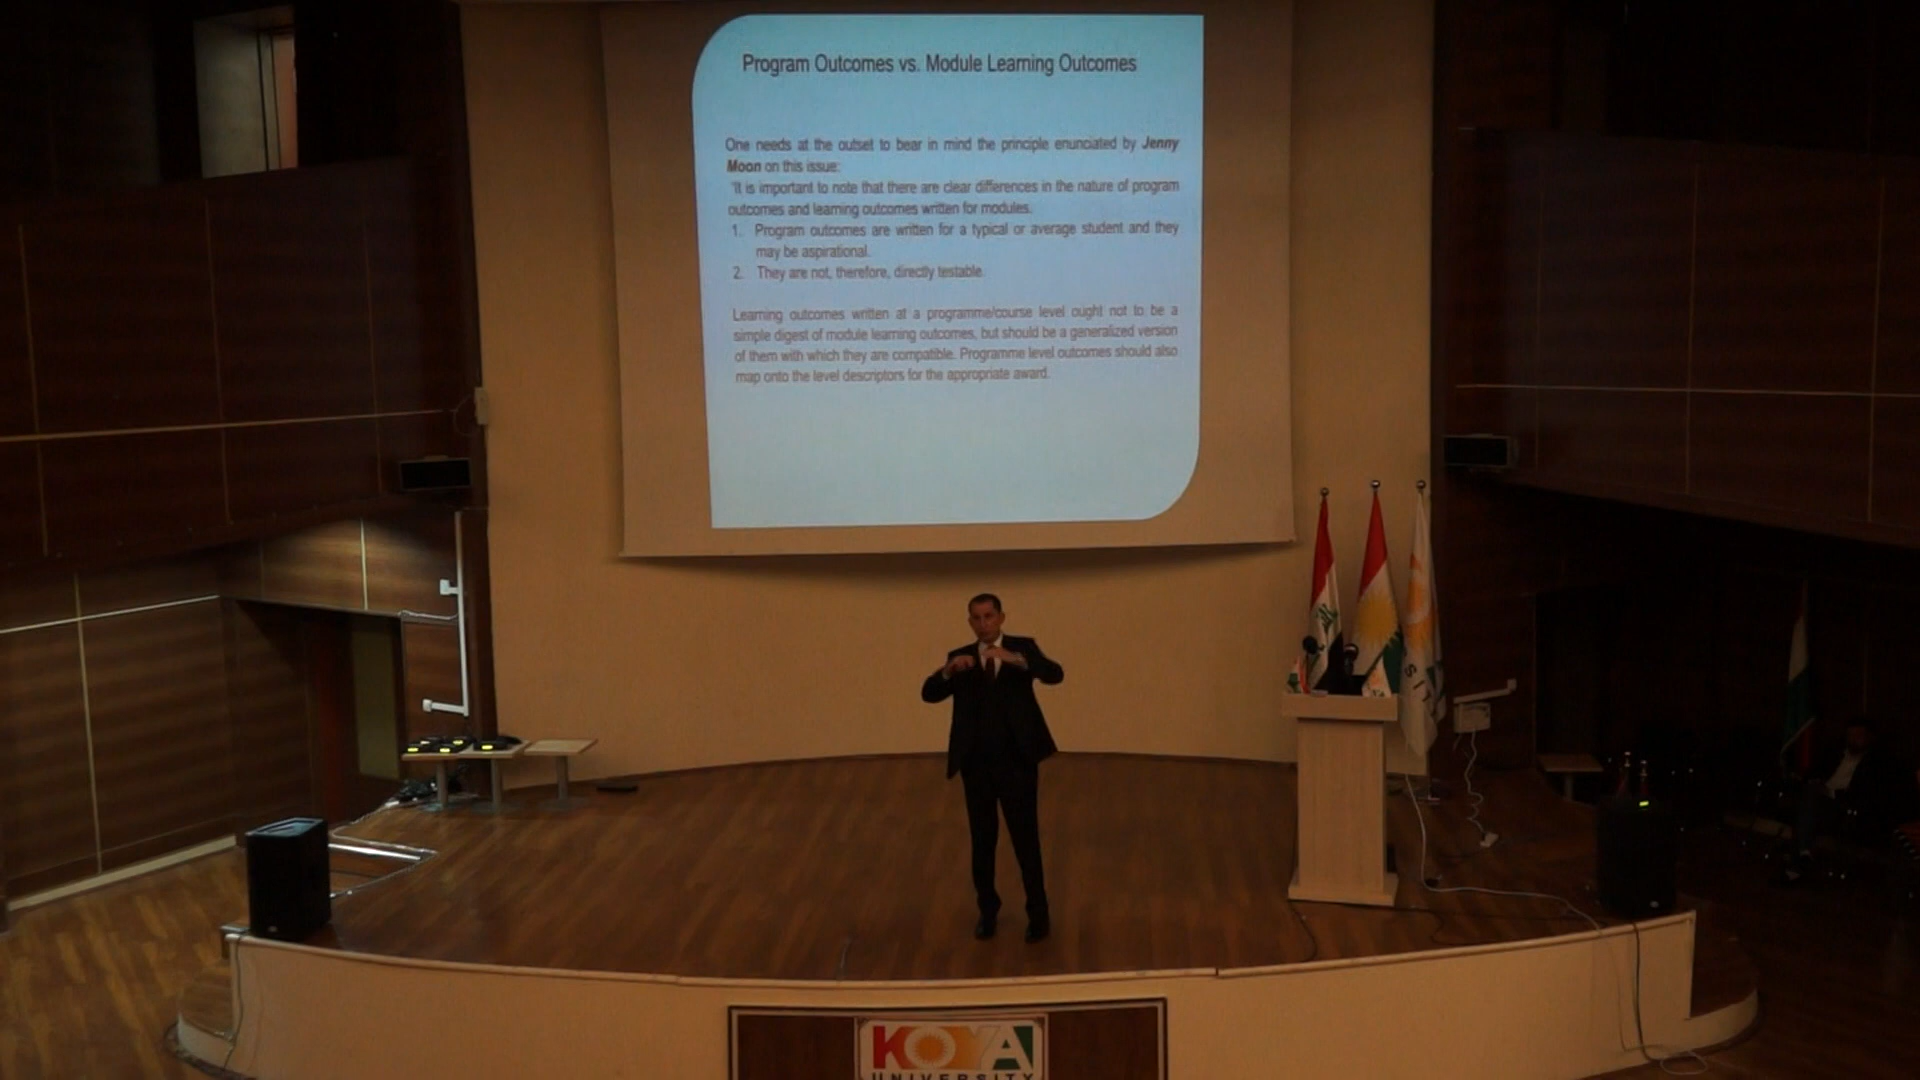 Program Outcomes vs. Module Learning Outcomes
One needs at the outset to bear in mind the principle enunciated by Jenny
Moon on this issue:
'It is important to note that there are clear differences in the nature of program
outcomes and learning outcomes written for modules.
1. Program outcomes are written for a typical or average student and they
may be aspirational.
2. They are not, therefore, directly testable.
Learning outcomes written at a programme/course level ought not to be a
simple digest of module learning outcomes, but should be a generalized version
of them with which they are compatible. Programme level outcomes should also
map onto the level descriptors for the appropriate award.
SIT
KOYA
UNIVERSITY